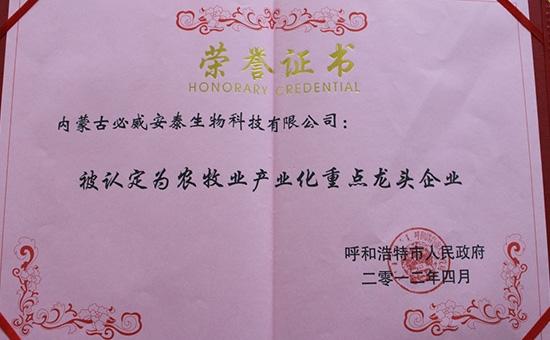 荣誉证书
HONORARY CREDENTIAL
内蒙古必威安泰生物科技有限公司：
被认定为农牧业产业化重点龙头企业
呼和浩特市人民政府
二零一二年四月